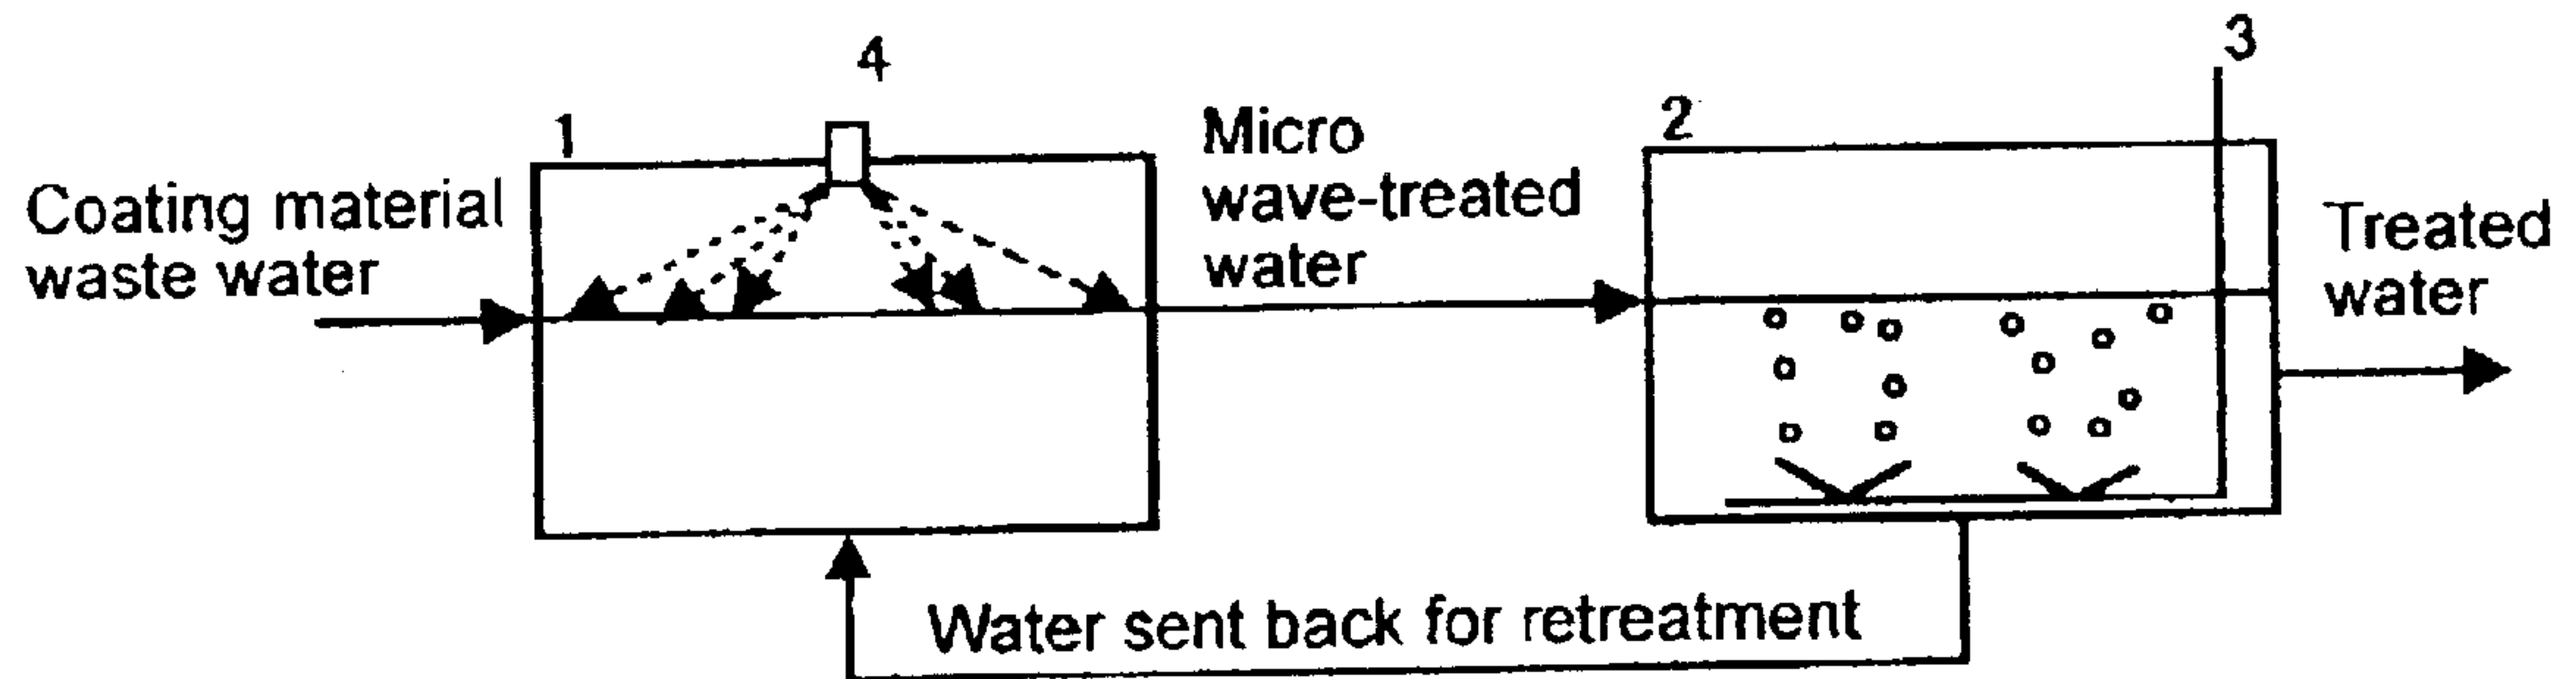 4
3
1
2
Coating material
waste water
Micro
wave-treated
water
Treated
water
Water sent back for retreatment